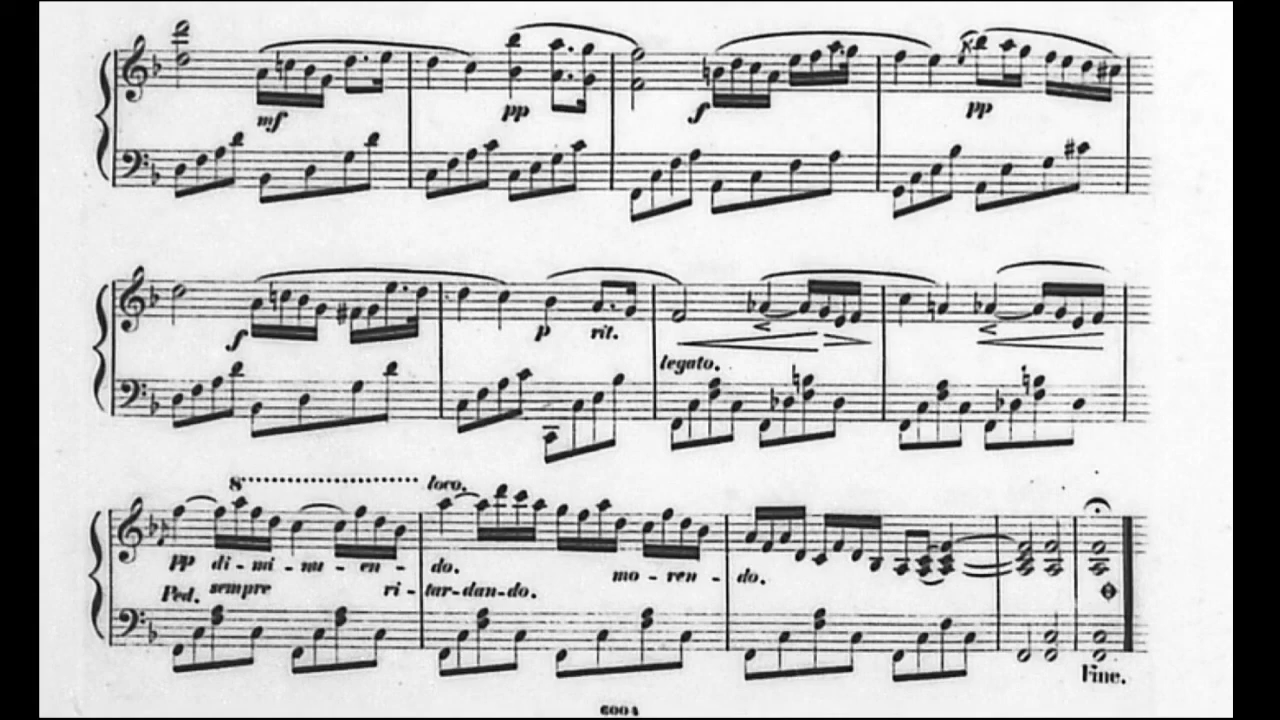 mf pp f pp
f p rit.
legato.
8 loco.
pp di - mi - nu - en - do. mo - ren - do.
Ped. sempre ri - tar - dan - do.
Fine.
6004